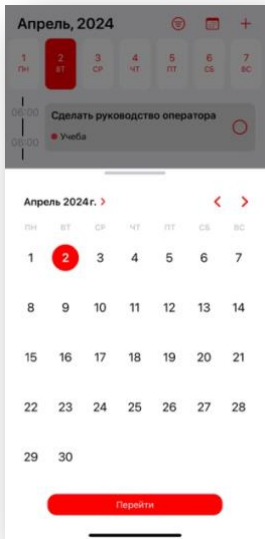 Апрель, 2024
1 2 3 4 5 6 7
ПН ВТ СР ЧТ ПТ СБ ВС
06:00 Сделать руководство оператора
Учеба
08:00
Апрель 2024 г. >
ПН ВТ СР ЧТ ПТ СБ ВС
1 2 3 4 5 6 7
8 9 10 11 12 13 14
15 16 17 18 19 20 21
22 23 24 25 26 27 28
29 30
Перейти